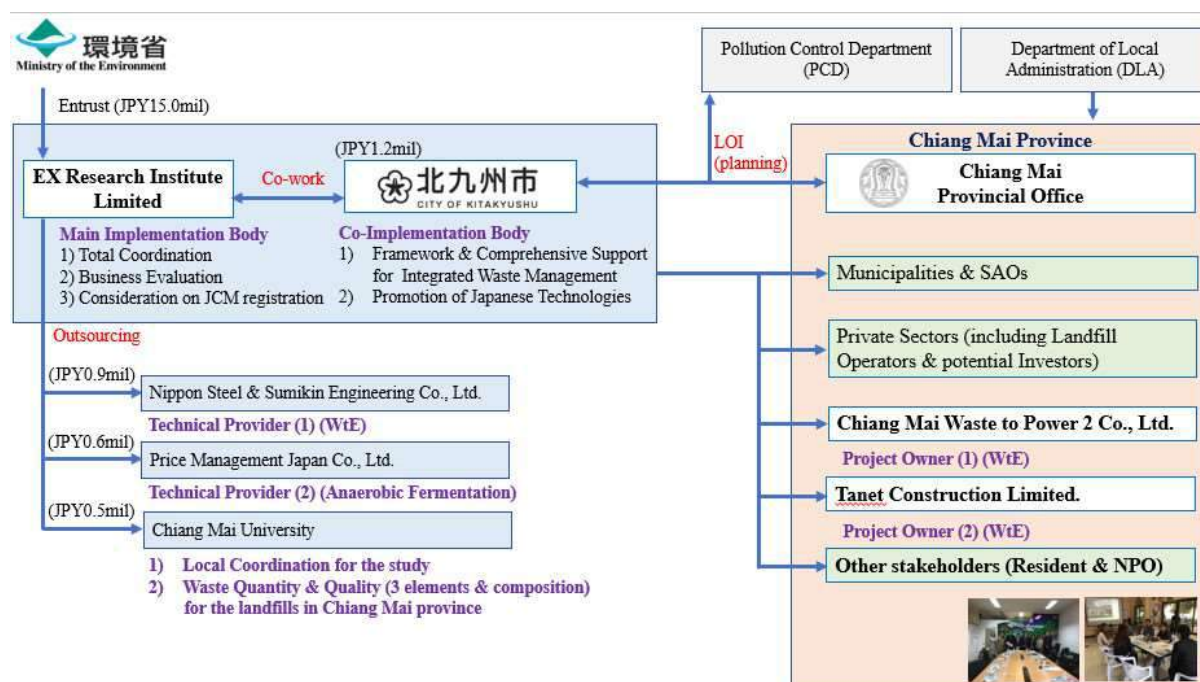 環境省
Ministry of the Environment
Entrust (JPY15.0mil)
Pollution Control Department
(PCD)
Department of Local
Administration (DLA)
(JPY1.2mil)
EX Research Institute
Limited
Co-work
北九州市
CITY OF KITAKYUSHU
LOI
(planning)
Chiang Mai Province
Chiang Mai
Provincial Office
Main Implementation Body
1) Total Coordination
2) Business Evaluation
3) Consideration on JCM registration
Co-Implementation Body
1) Framework & Comprehensive Support
for Integrated Waste Management
2) Promotion of Japanese Technologies
Municipalities & SAOs
Private Sectors (including Landfill
Operators & potential Investors)
Chiang Mai Waste to Power 2 Co., Ltd.
Project Owner (1) (WtE)
Tanet Construction Limited.
Project Owner (2) (WtE)
Other stakeholders (Resident & NPO)
Outsourcing
(JPY0.9mil)
Nippon Steel & Sumikin Engineering Co., Ltd.
Technical Provider (1) (WtE)
(JPY0.6mil)
Price Management Japan Co., Ltd.
Technical Provider (2) (Anaerobic Fermentation)
(JPY0.5mil)
Chiang Mai University
1) Local Coordination for the study
2) Waste Quantity & Quality (3 elements & composition)
for the landfills in Chiang Mai province